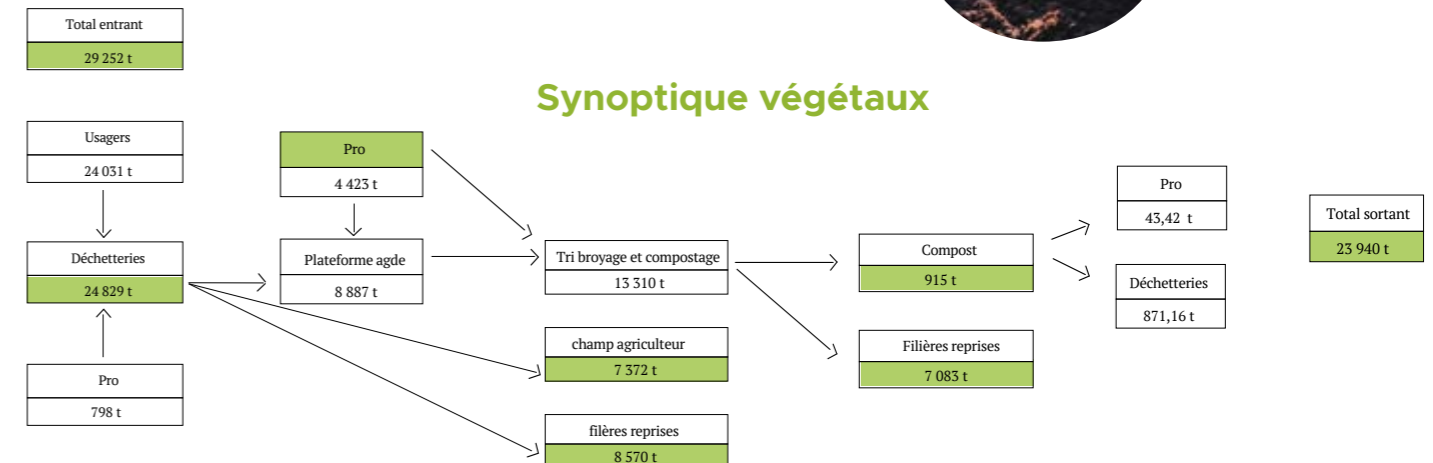 Total entrant
29 252 t
Synoptique végétaux
Usagers
24 031 t
Pro
4 423 t
Pro
43,42 t
Total sortant
23 940 t
Déchetteries
24 829 t
Plateforme agde
8 887 t
Tri broyage et compostage
13 310 t
Compost
915 t
Déchetteries
871,16 t
champ agriculteur
7 372 t
Filières reprises
7 083 t
Pro
798 t
filères reprises
8 570 t